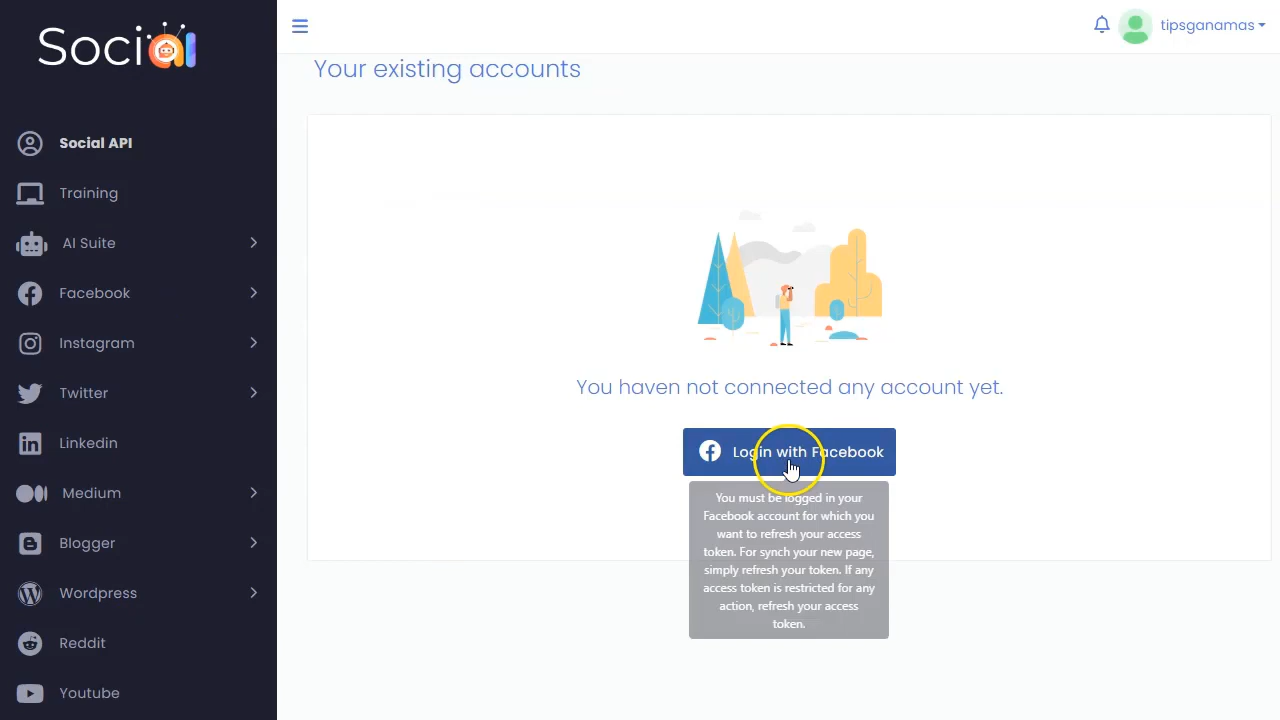 Social
tipsganamas
Your existing accounts
Social API
Training
AI Suite
Facebook
Instagram
Twitter
Linkedin
Medium
Blogger
Wordpress
Reddit
Youtube
You haven not connected any account yet.
Login with Facebook
You must be logged in your
Facebook account for which you
want to refresh your access
token. For synch your new page,
simply refresh your token. If any
access token is restricted for any
action, refresh your access
token.